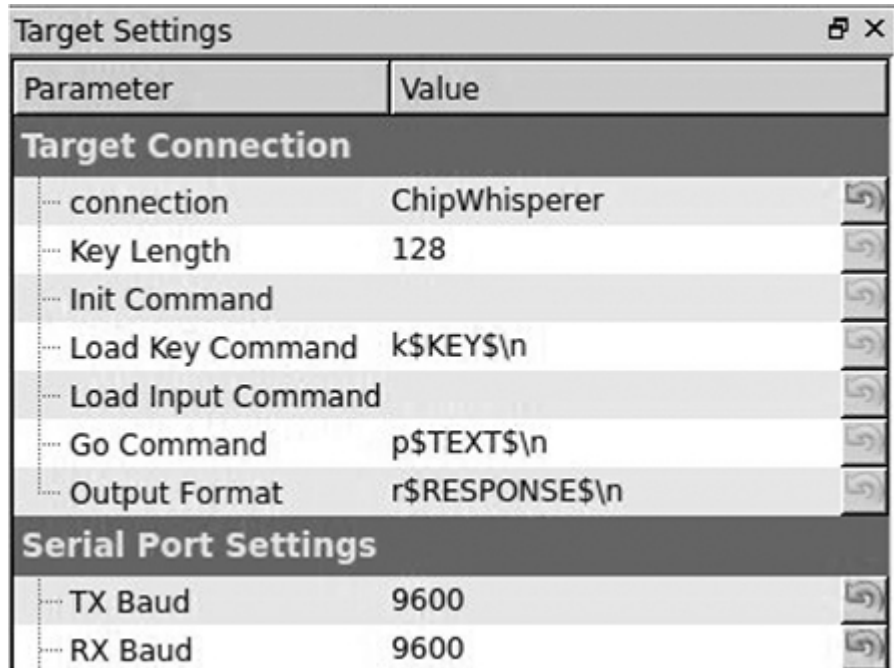 Target Settings
Parameter Value
Target Connection
connection ChipWhisperer
Key Length 128
Init Command
Load Key Command k$KEY$\n
Load Input Command
Go Command p$TEXT$\n
Output Format r$RESPONSE$\n
Serial Port Settings
TX Baud 9600
RX Baud 9600